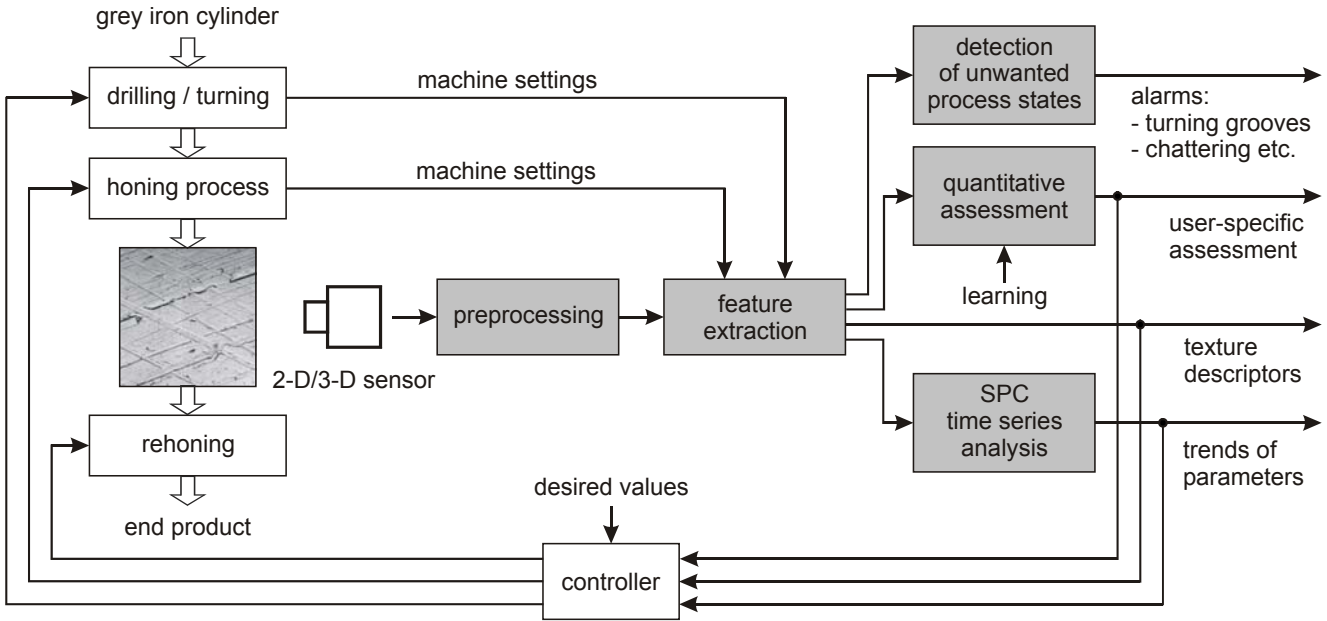 grey iron cylinder
drilling / turning
machine settings
honing process
machine settings
2-D/3-D sensor
preprocessing
feature
extraction
rehoning
end product
detection
of unwanted
process states
alarms:
- turning grooves
- chattering etc.
quantitative
assessment
user-specific
assessment
learning
texture
descriptors
SPC
time series
analysis
trends of
parameters
desired values
controller